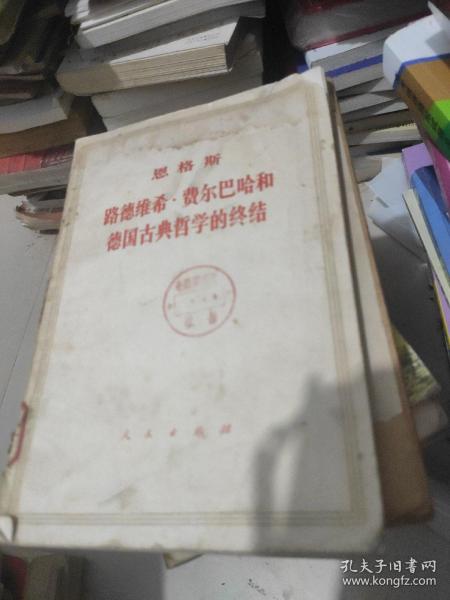 恩格斯
路德维希·费尔巴哈和
德国古典哲学的终结
人民出版社
孔夫子旧书网
www.kongfz.com